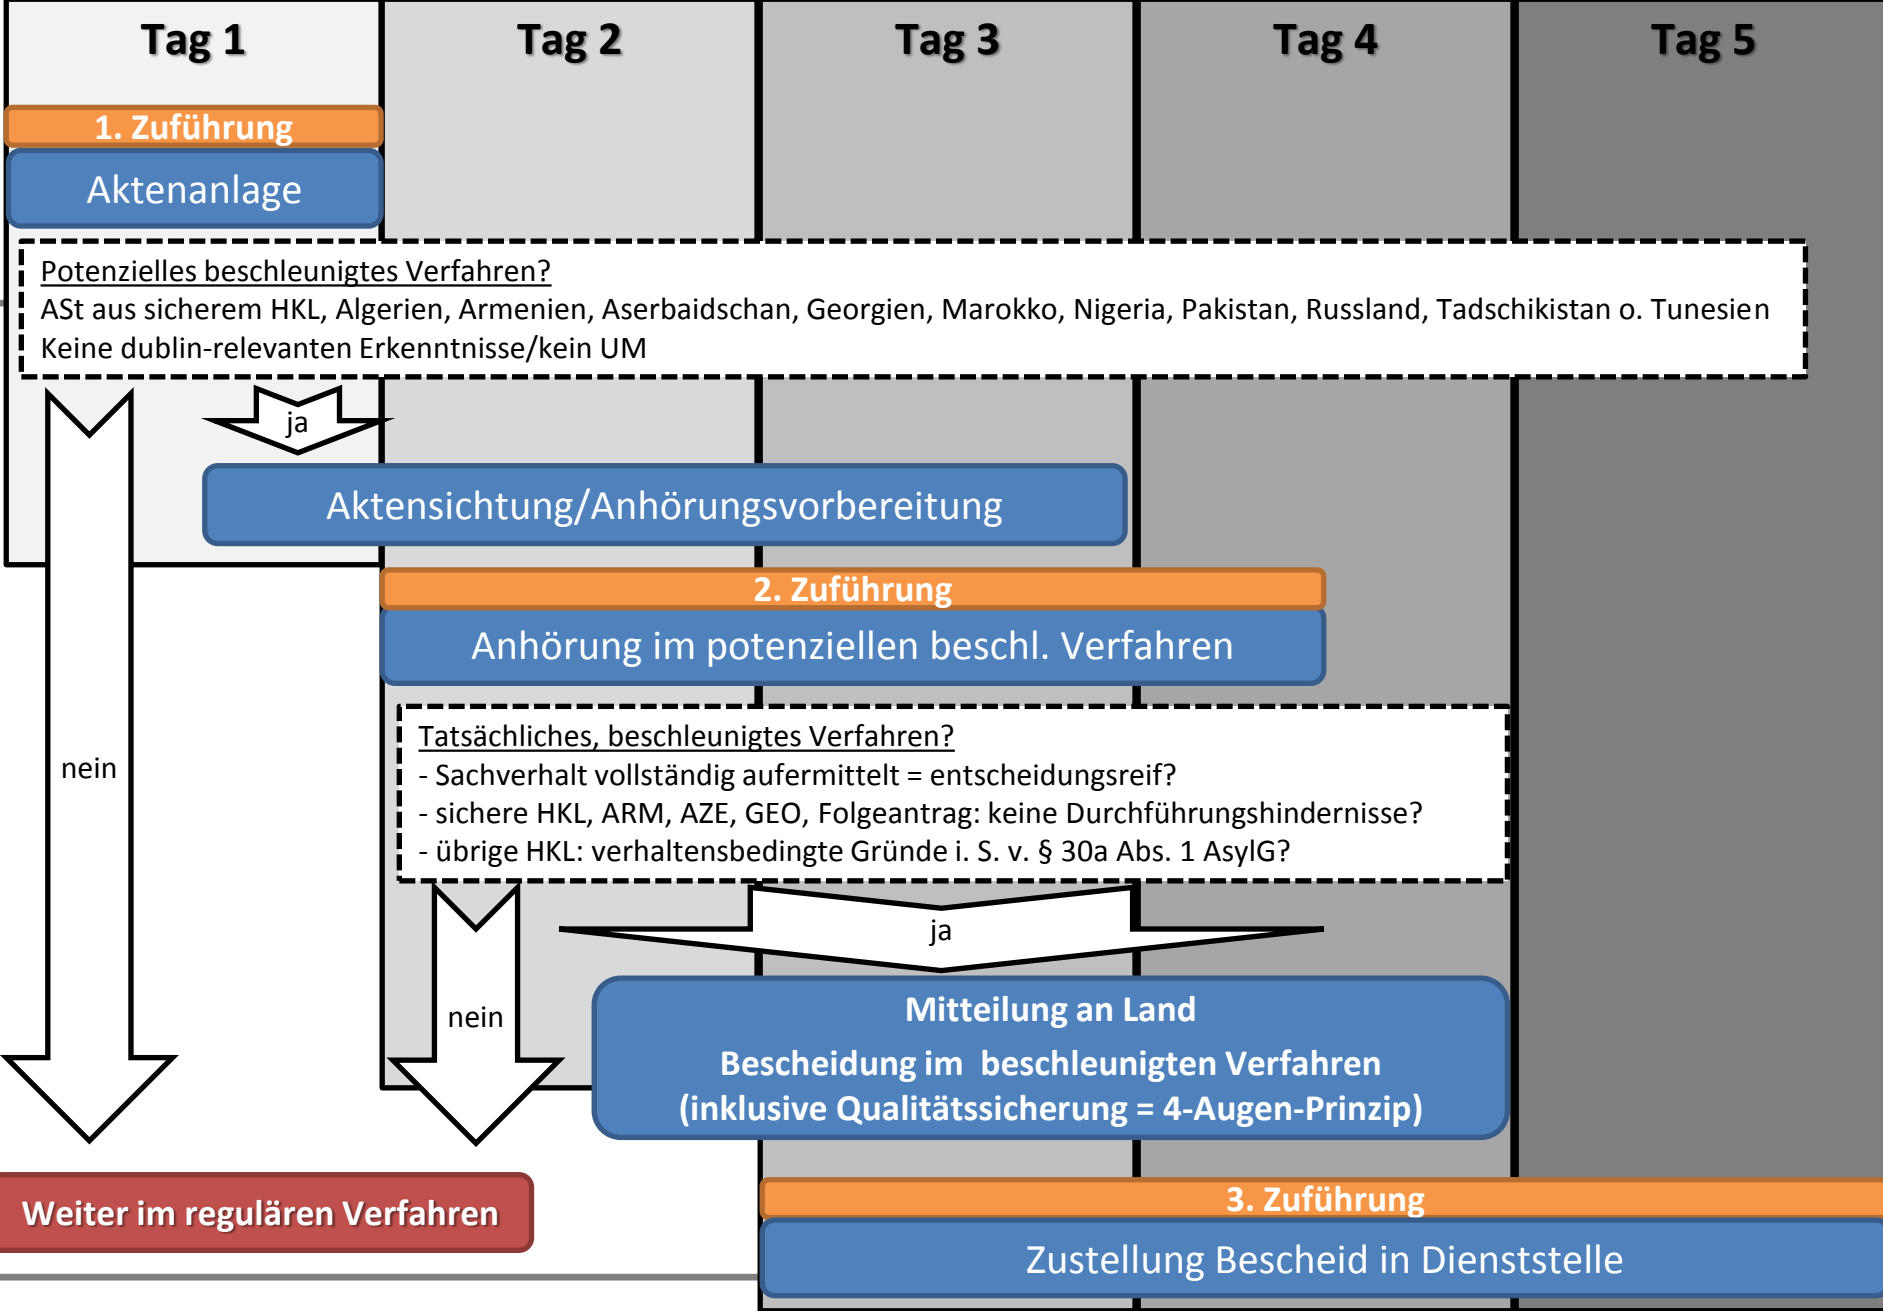 Tag 1
Tag 2
Tag 3
Tag 4
Tag 5
1. Zuführung
Aktenanlage
Potenzielles beschleunigtes Verfahren?
ASt aus sicherem HKL, Algerien, Armenien, Aserbaidschan, Georgien, Marokko, Nigeria, Pakistan, Russland, Tadschikistan o. Tunesien
Keine dublin-relevanten Erkenntnisse/kein UM
ja
Aktensichtung/Anhörungsvorbereitung
2. Zuführung
Anhörung im potenziellen beschl. Verfahren
Tatsächliches, beschleunigtes Verfahren?
- Sachverhalt vollständig aufermittelt = entscheidungsreif?
- sichere HKL, ARM, AZE, GEO, Folgeantrag: keine Durchführungshindernisse?
- übrige HKL: verhaltensbedingte Gründe i. S. v. § 30a Abs. 1 AsylG?
nein
ja
nein
Mitteilung an Land
Bescheidung im beschleunigten Verfahren
(inklusive Qualitätssicherung = 4-Augen-Prinzip)
Weiter im regulären Verfahren
3. Zuführung
Zustellung Bescheid in Dienststelle